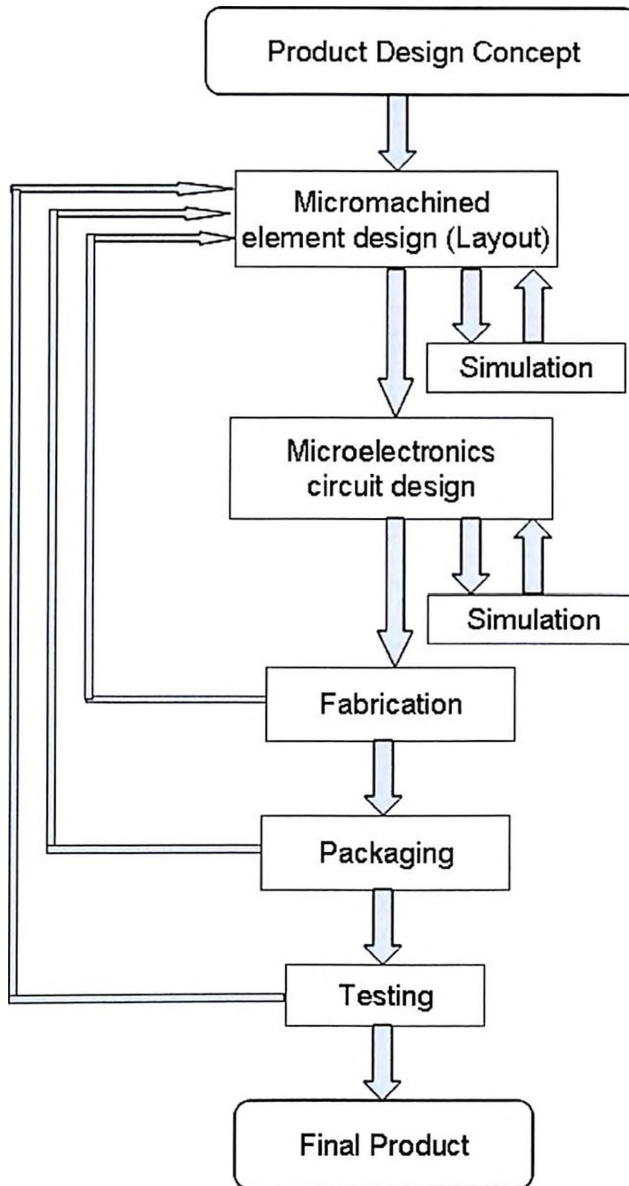 Product Design Concept
Micromachined
element design (Layout)
Simulation
Microelectronics
circuit design
Simulation
Fabrication
Packaging
Testing
Final Product